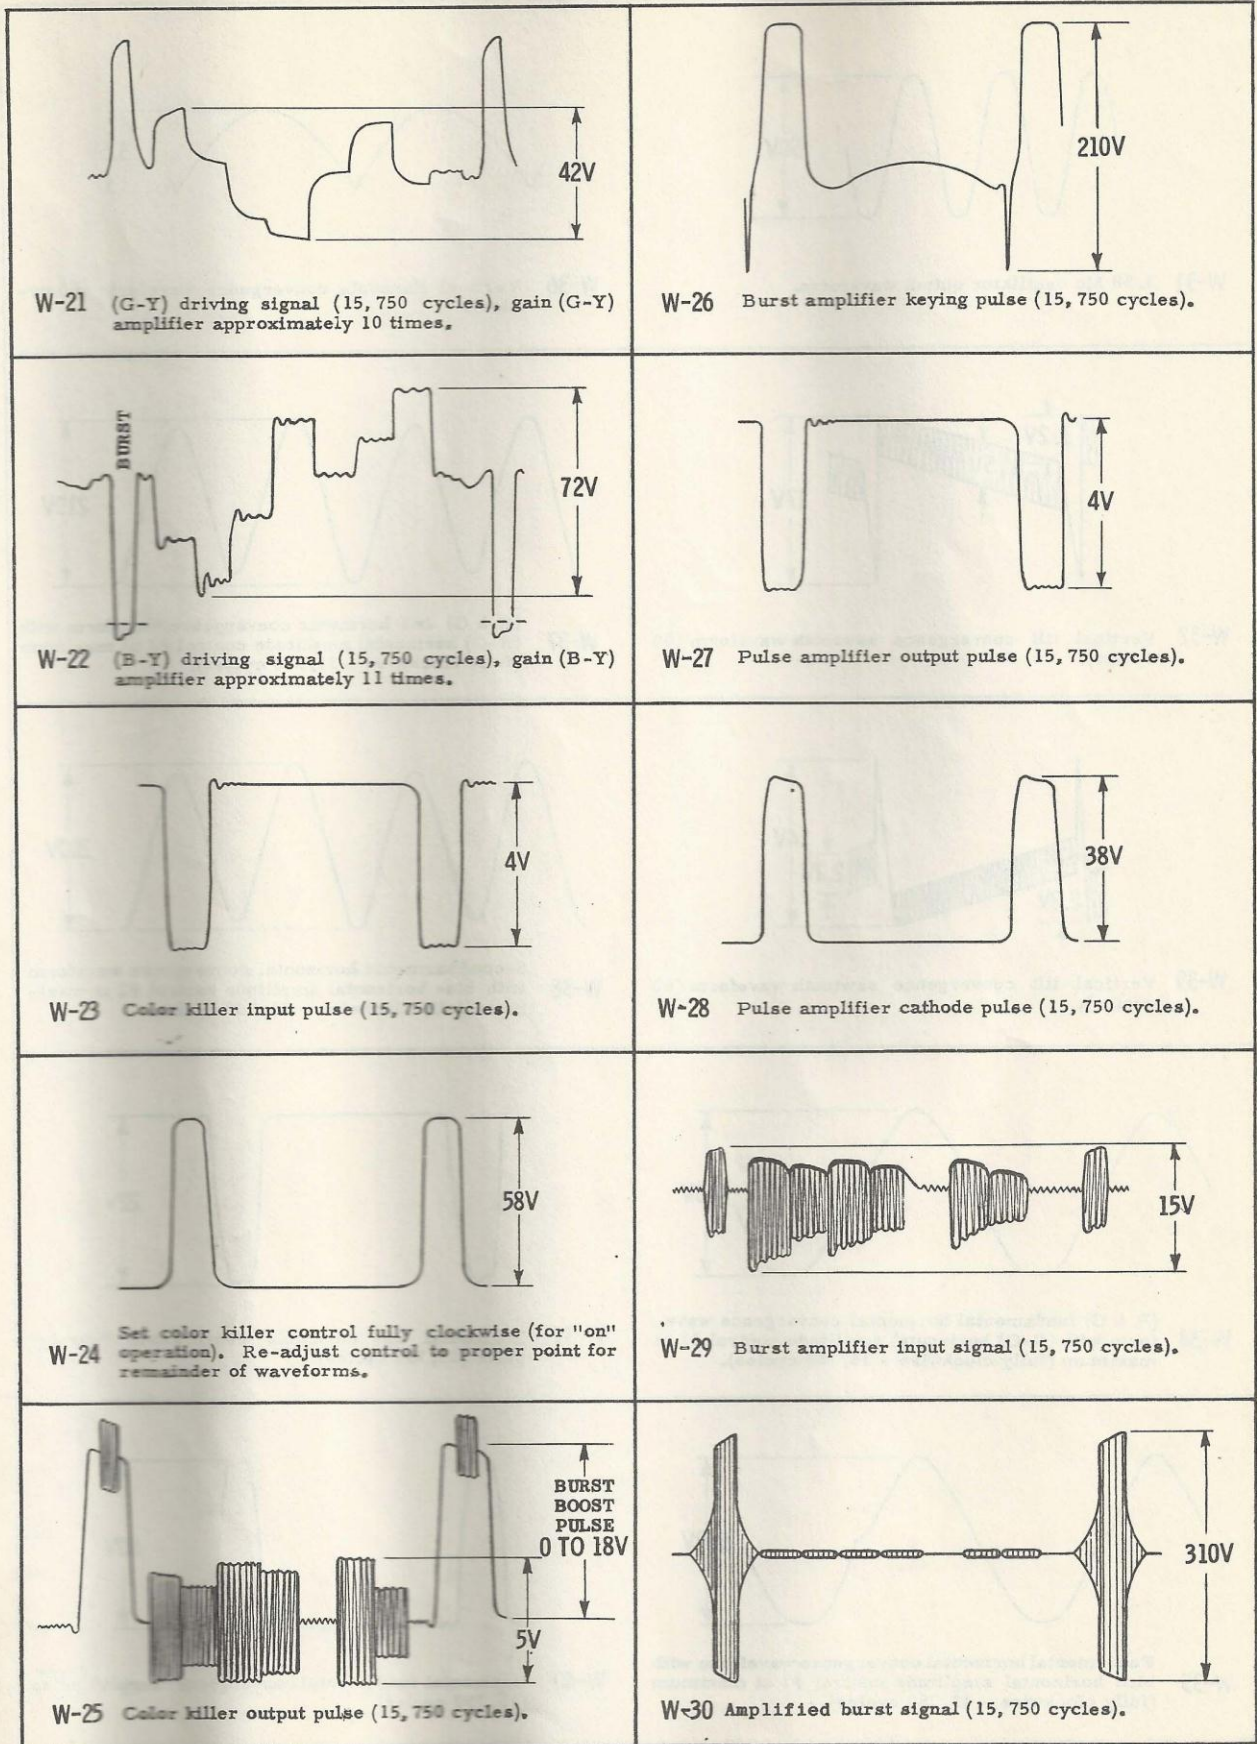 42V
W-21 (G-Y) driving signal (15,750 cycles), gain (G-Y)
amplifier approximately 10 times.
210V
W-26 Burst amplifier keying pulse (15,750 cycles).
BURST
72V
W-22 (B-Y) driving signal (15,750 cycles), gain (B-Y)
amplifier approximately 11 times.
4V
W-27 Pulse amplifier output pulse (15,750 cycles).
4V
W-23 Color killer input pulse (15,750 cycles).
38V
W-28 Pulse amplifier cathode pulse (15,750 cycles).
58V
W-24 Set color killer control fully clockwise (for "on"
operation). Re-adjust control to proper point for
remainder of waveforms.
15V
W-29 Burst amplifier input signal (15,750 cycles).
BURST
BOOST
PULSE
0 TO 18V
5V
W-25 Color killer output pulse (15,750 cycles).
310V
W-30 Amplified burst signal (15,750 cycles).